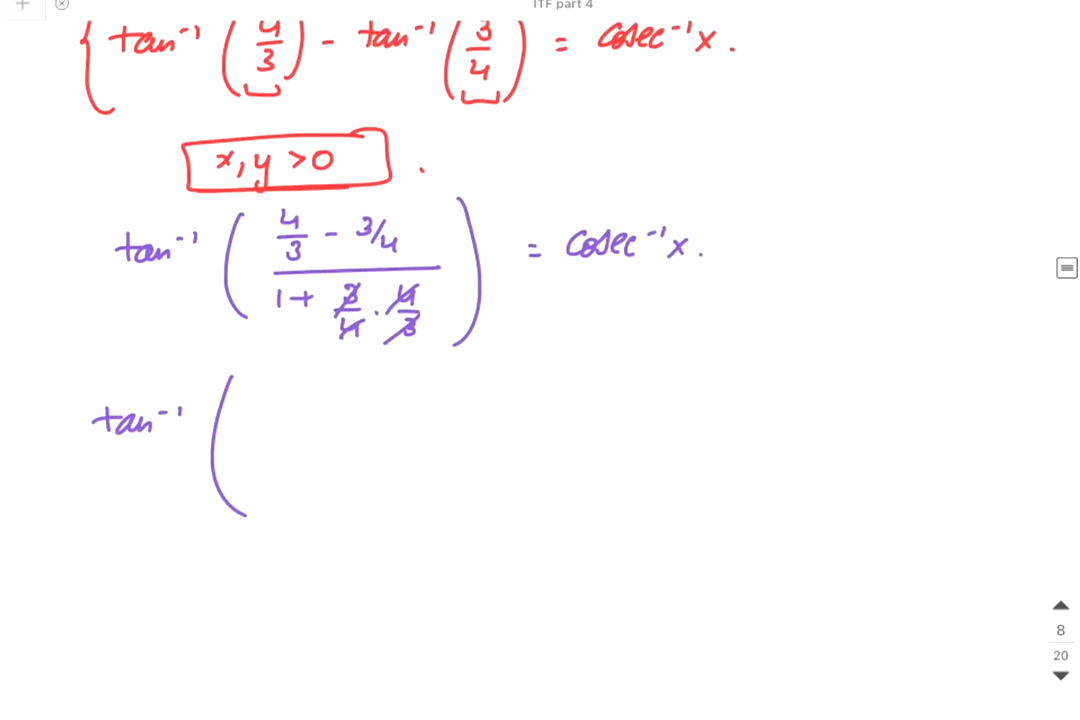 ITF part 4
{ tan⁻¹ (4/3) - tan⁻¹ (3/4) = cosec⁻¹x .
x, y > 0 .
tan⁻¹ ( (4/3 - 3/4) / (1 + 3/4 · 4/3) ) = cosec⁻¹x .
tan⁻¹ (
8
20